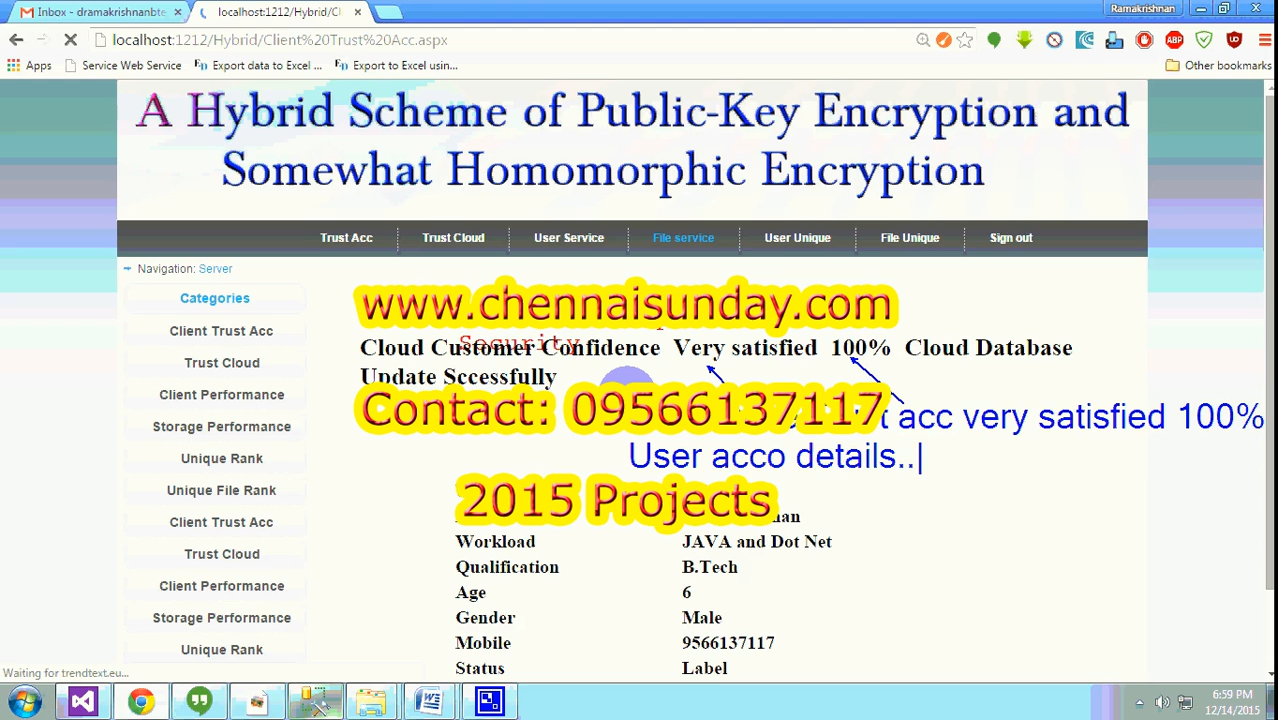 Inbox - dramakrishnanbte
localhost:1212/Hybrid/Cl
Ramakrishnan
localhost:1212/Hybrid/Client%20Trust%20Acc.aspx
Apps
Service Web Service
Export data to Excel ...
Export to Excel usin...
Other bookmarks
A Hybrid Scheme of Public-Key Encryption and
Somewhat Homomorphic Encryption
Trust Acc
Trust Cloud
User Service
File service
User Unique
File Unique
Sign out
Navigation: Server
Categories
Client Trust Acc
Trust Cloud
Client Performance
Storage Performance
Unique Rank
Unique File Rank
Client Trust Acc
Trust Cloud
Client Performance
Storage Performance
Unique Rank
www.chennaisunday.com
Security
Cloud Customer Confidence Very satisfied 100% Cloud Database
Update Sccessfully
Contact: 09566137117
acc very satisfied 100%
User acco details..
2015 Projects
Workload JAVA and Dot Net
Qualification B.Tech
Age 6
Gender Male
Mobile 9566137117
Status Label
Waiting for trendtext.eu...
6:59 PM
12/14/2015